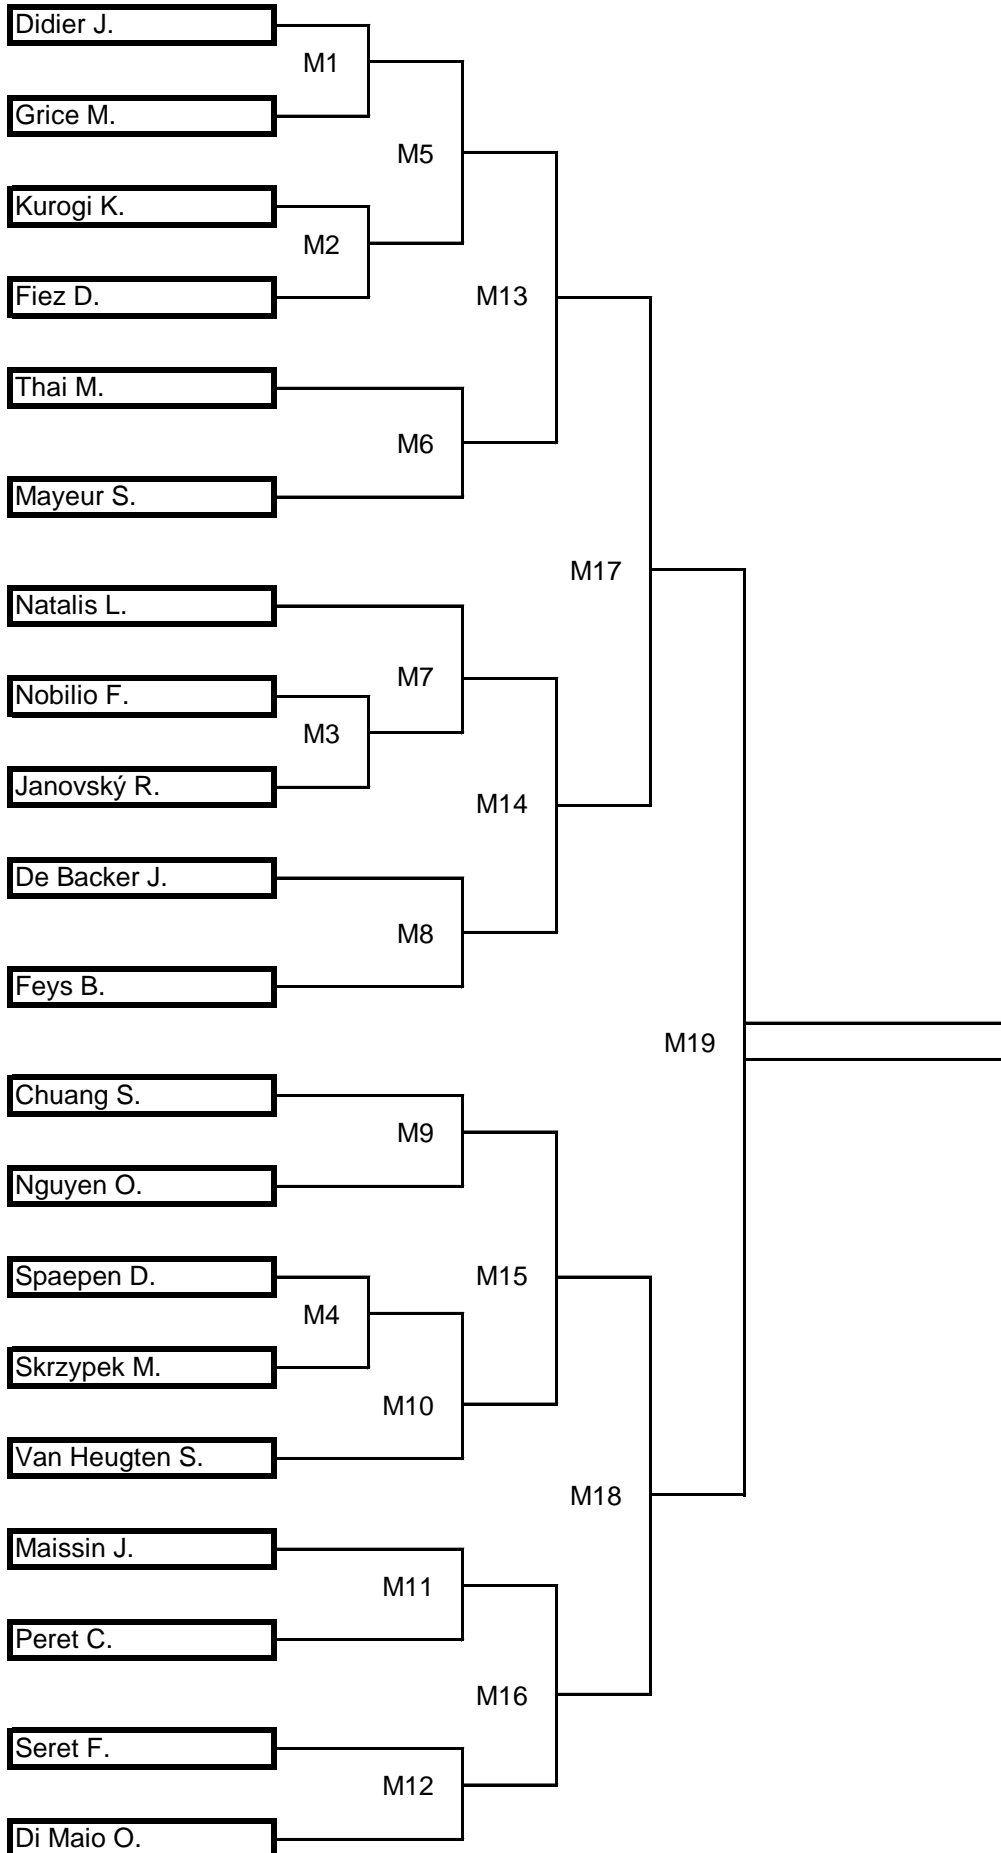 Didier J.
M1
Grice M.
M5
Kurogi K.
M2
Fiez D.
M13
Thai M.
M6
Mayeur S.
M17
Natalis L.
M7
Nobilio F.
M3
Janovský R.
M14
De Backer J.
M8
Feys B.
M19
Chuang S.
M9
Nguyen O.
Spaepen D.
M15
M4
Skrzypek M.
M10
Van Heugten S.
M18
Maissin J.
M11
Peret C.
M16
Seret F.
M12
Di Maio O.